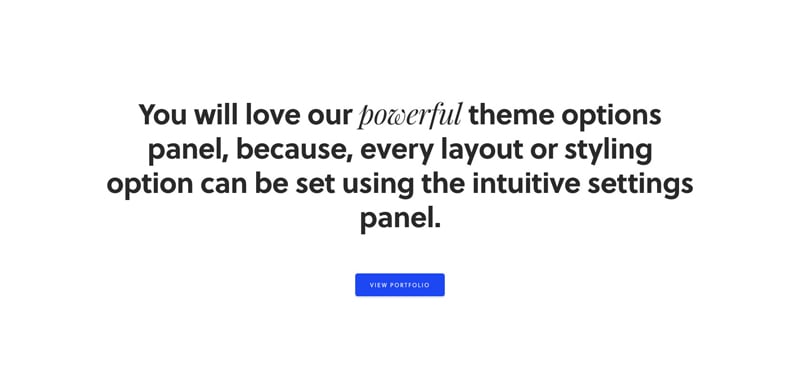 You will love our powerful theme options
panel, because, every layout or styling
option can be set using the intuitive settings
panel.
VIEW PORTFOLIO